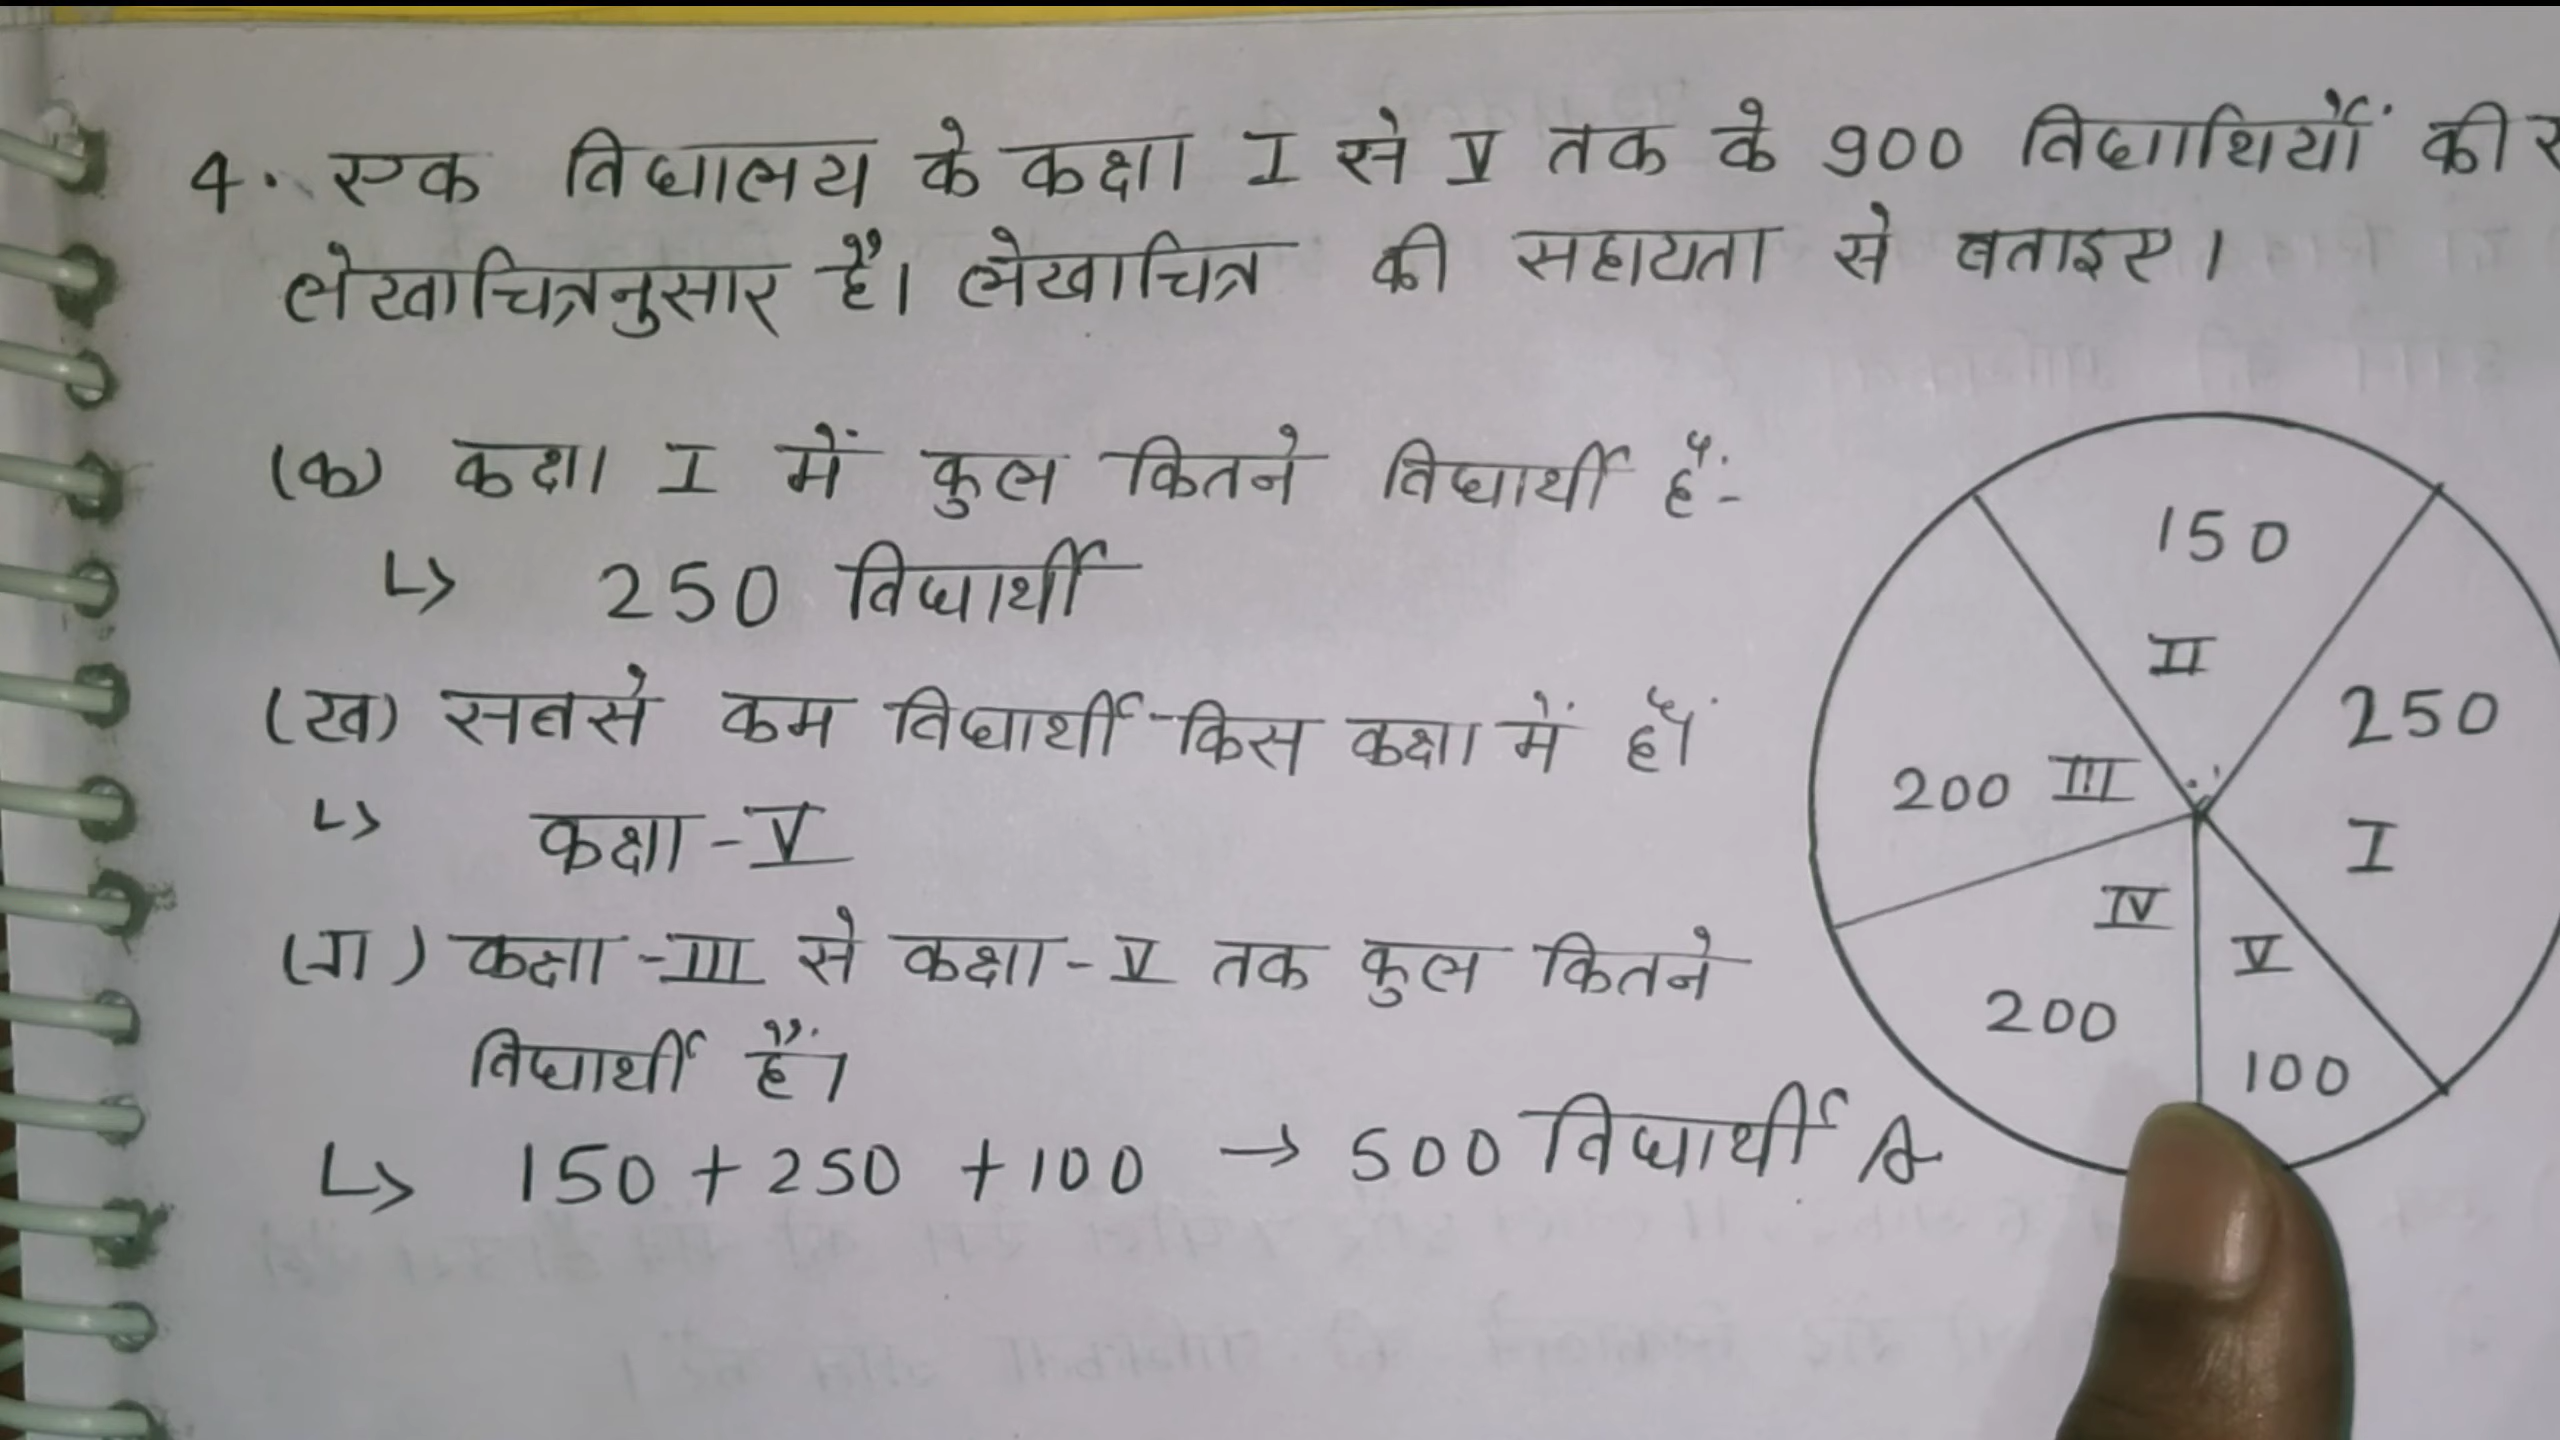 4. एक विद्यालय के कक्षा I से V तक के 900 विद्यार्थियों की
लेखाचित्रनुसार है। लेखाचित्र की सहायता से बताइए।
(क) कक्षा I में कुल कितने विद्यार्थी हैं-
↳ 250 विद्यार्थी
(ख) सबसे कम विद्यार्थी किस कक्षा में हैं।
↳ कक्षा-V
(ग) कक्षा-III से कक्षा-V तक कुल कितने
विद्यार्थी हैं।
↳ 150 + 250 + 100 → 500 विद्यार्थी
150
II
250
I
200 III
IV
200
V
100